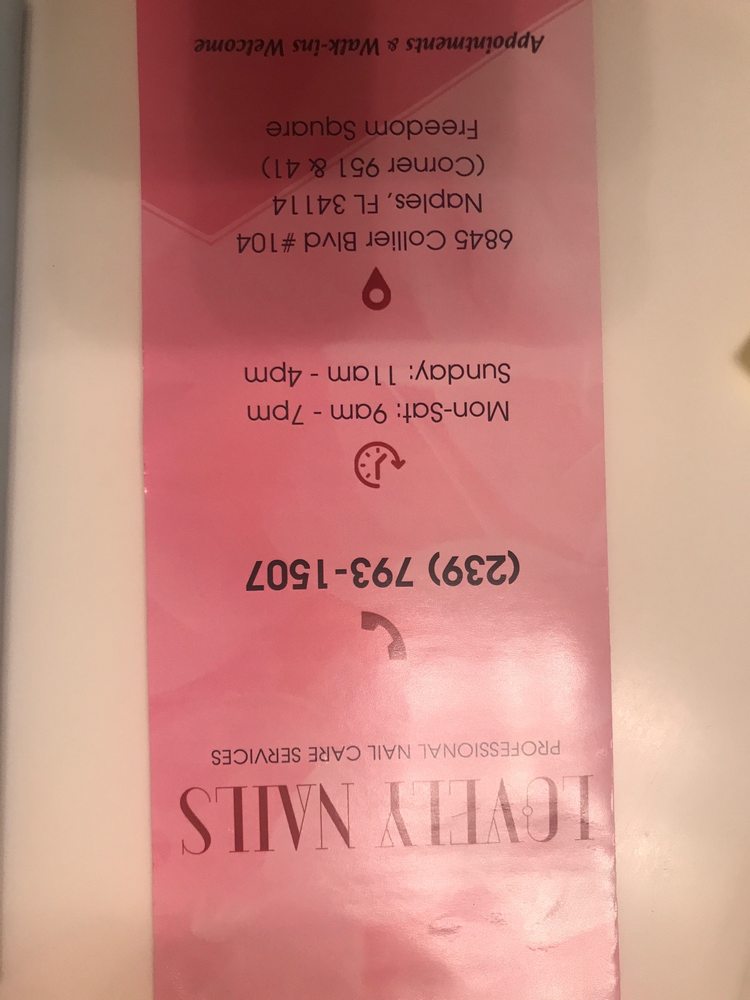 LOVELY NAILS
PROFESSIONAL NAIL CARE SERVICES
(239) 793-1507
Mon-Sat: 9am - 7pm
Sunday: 11am - 4pm
6845 Collier Blvd #104
Naples, FL 34114
(Corner 951 & 41)
Freedom Square
Appointments & Walk-ins Welcome